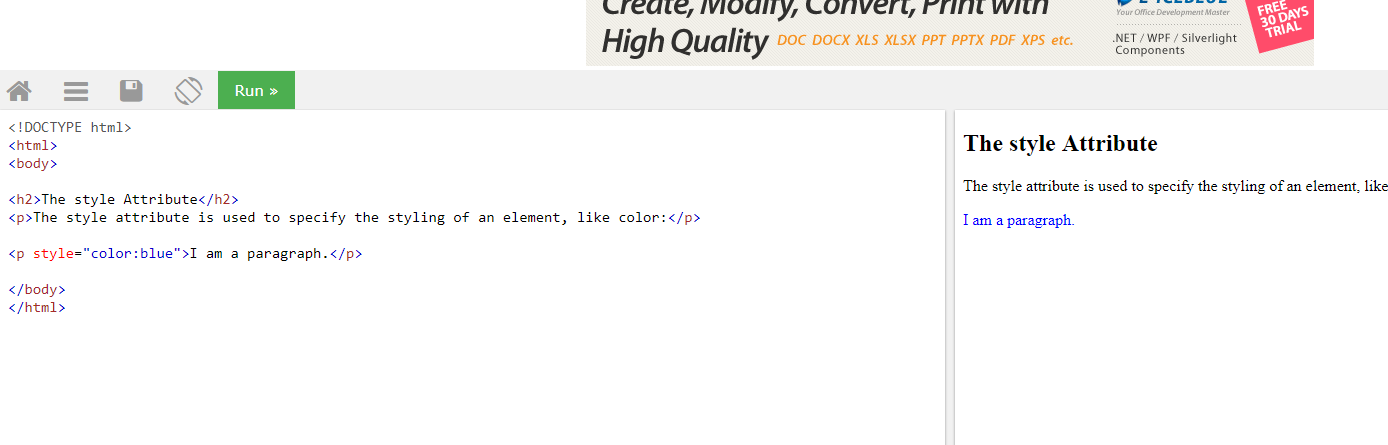 Create, Modify, Convert, Print with
High Quality DOC DOCX XLS XLSX PPT PPTX PDF XPS etc.
Your Office Development Master
.NET / WPF / Silverlight
Components
FREE
30 DAYS
TRIAL
Run »
<!DOCTYPE html>
<html>
<body>
<h2>The style Attribute</h2>
<p>The style attribute is used to specify the styling of an element, like color:</p>
<p style="color:blue">I am a paragraph.</p>
</body>
</html>
The style Attribute
The style attribute is used to specify the styling of an element, like
I am a paragraph.